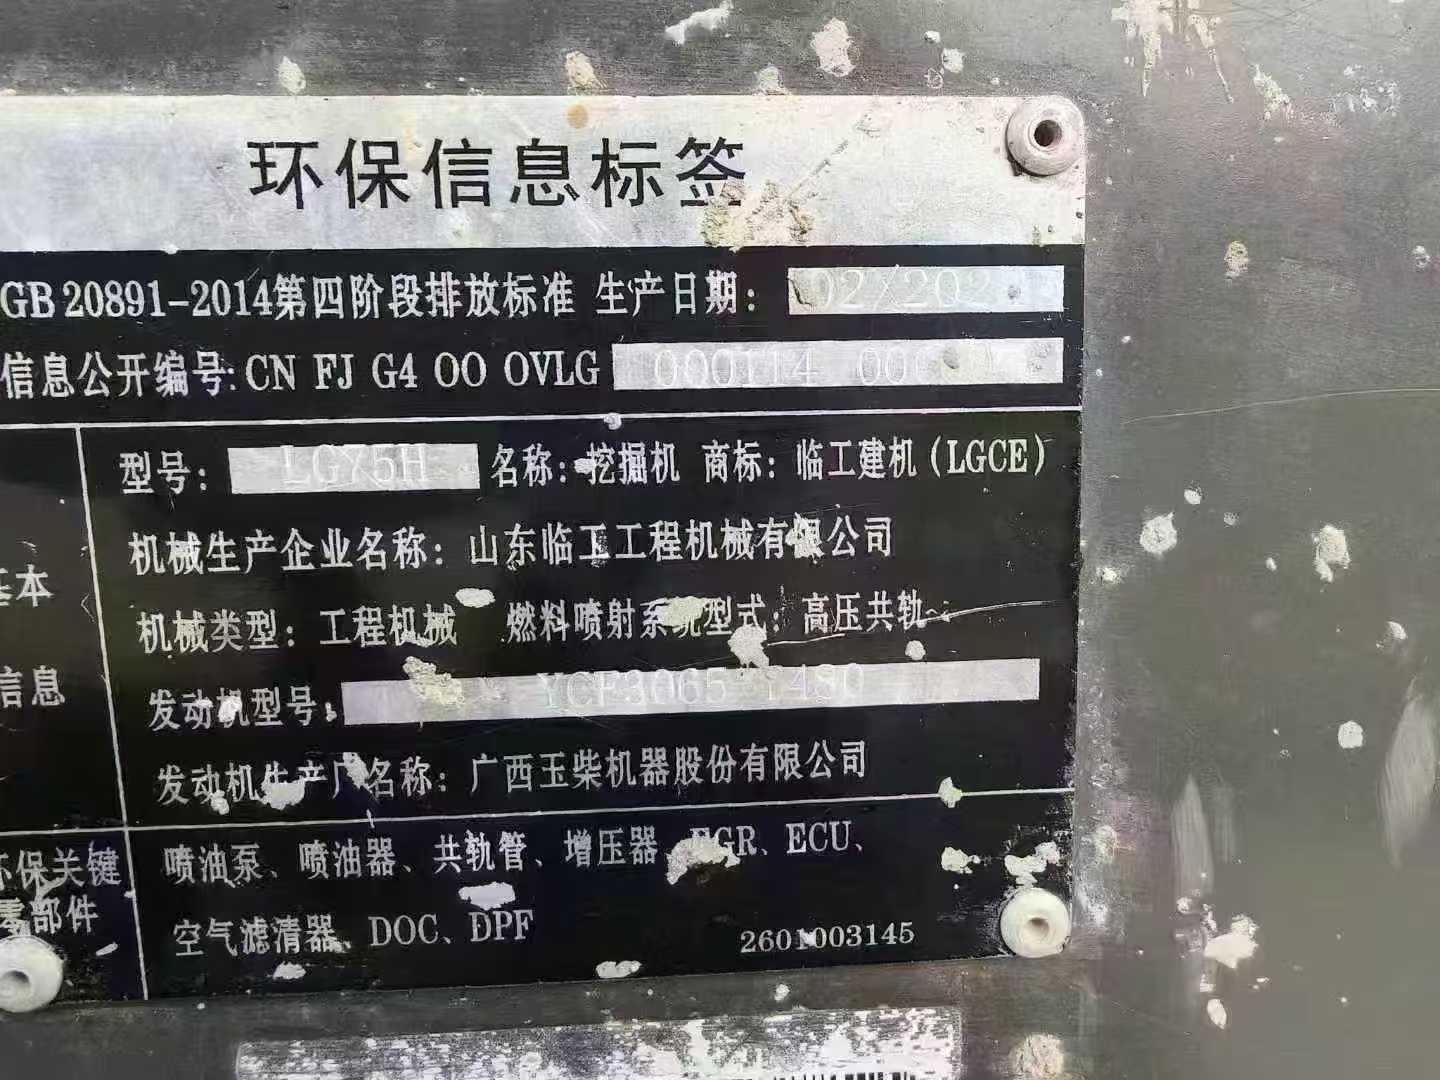 环保信息标签
GB 20891-2014第四阶段排放标准 生产日期: 02/202
信息公开编号: CN FJ G4 OO OVLG 000114
型号: LG75H 名称: 挖掘机 商标: 临工建机 (LGCE)
机械生产企业名称: 山东临工工程机械有限公司
机械类型: 工程机械 燃料喷射系统型式: 高压共轨
基本
信息
发动机型号: YCF3065
发动机生产厂名称: 广西玉柴机器股份有限公司
环保关键
零部件
喷油泵、喷油器、共轨管、增压器、EGR、ECU、
空气滤清器、DOC、DPF
2601003145